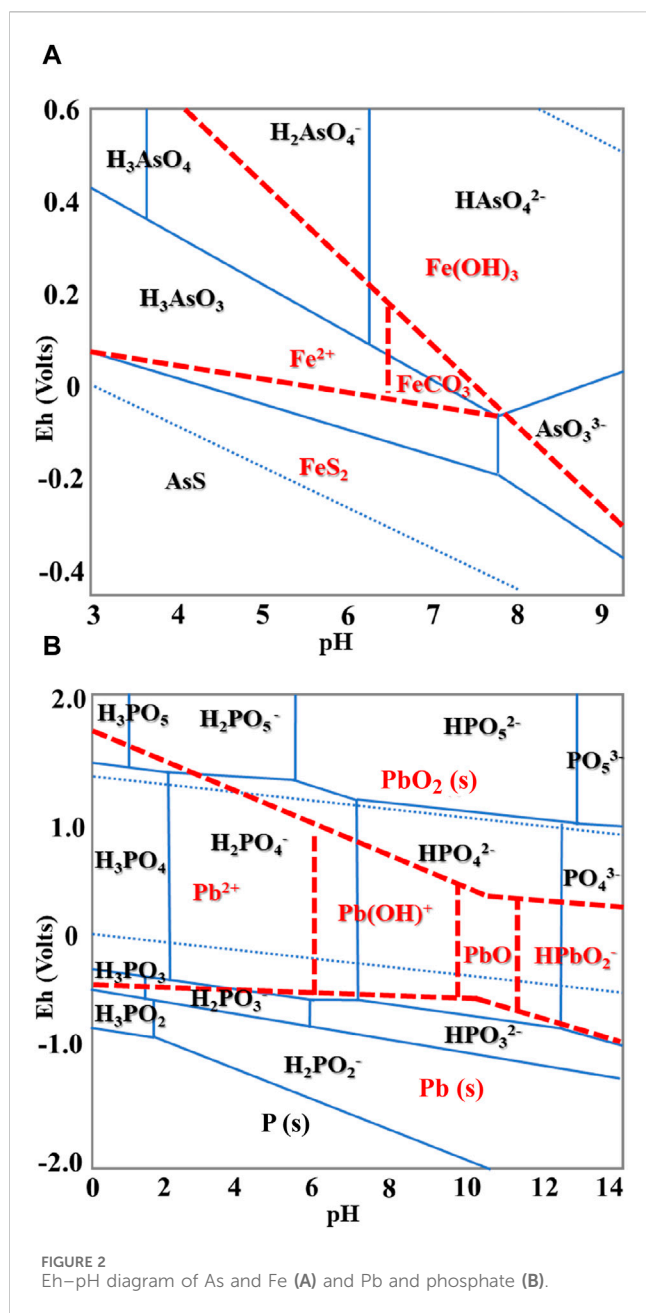 A
0.6
H₂AsO₄⁻
H₃AsO₄
HAsO₄²⁻
0.4
Fe(OH)₃
H₃AsO₃
0.2
Fe²⁺
FeCO₃
0
AsO₃³⁻
AsS
FeS₂
-0.2
-0.4
Eh (Volts)
3 4 5 6 7 8 9
pH
B
2.0
H₃PO₅
H₂PO₅⁻
HPO₅²⁻
PO₅³⁻
PbO₂ (s)
1.0
H₃PO₄
H₂PO₄⁻
HPO₄²⁻
PO₄³⁻
Pb²⁺
Pb(OH)⁺
PbO
HPbO₂⁻
0
H₃PO₃
H₂PO₃⁻
H₃PO₂
HPO₃²⁻
-1.0
H₂PO₂⁻
Pb (s)
P (s)
-2.0
Eh (Volts)
0 2 4 6 8 10 12 14
pH
FIGURE 2
Eh–pH diagram of As and Fe (A) and Pb and phosphate (B).